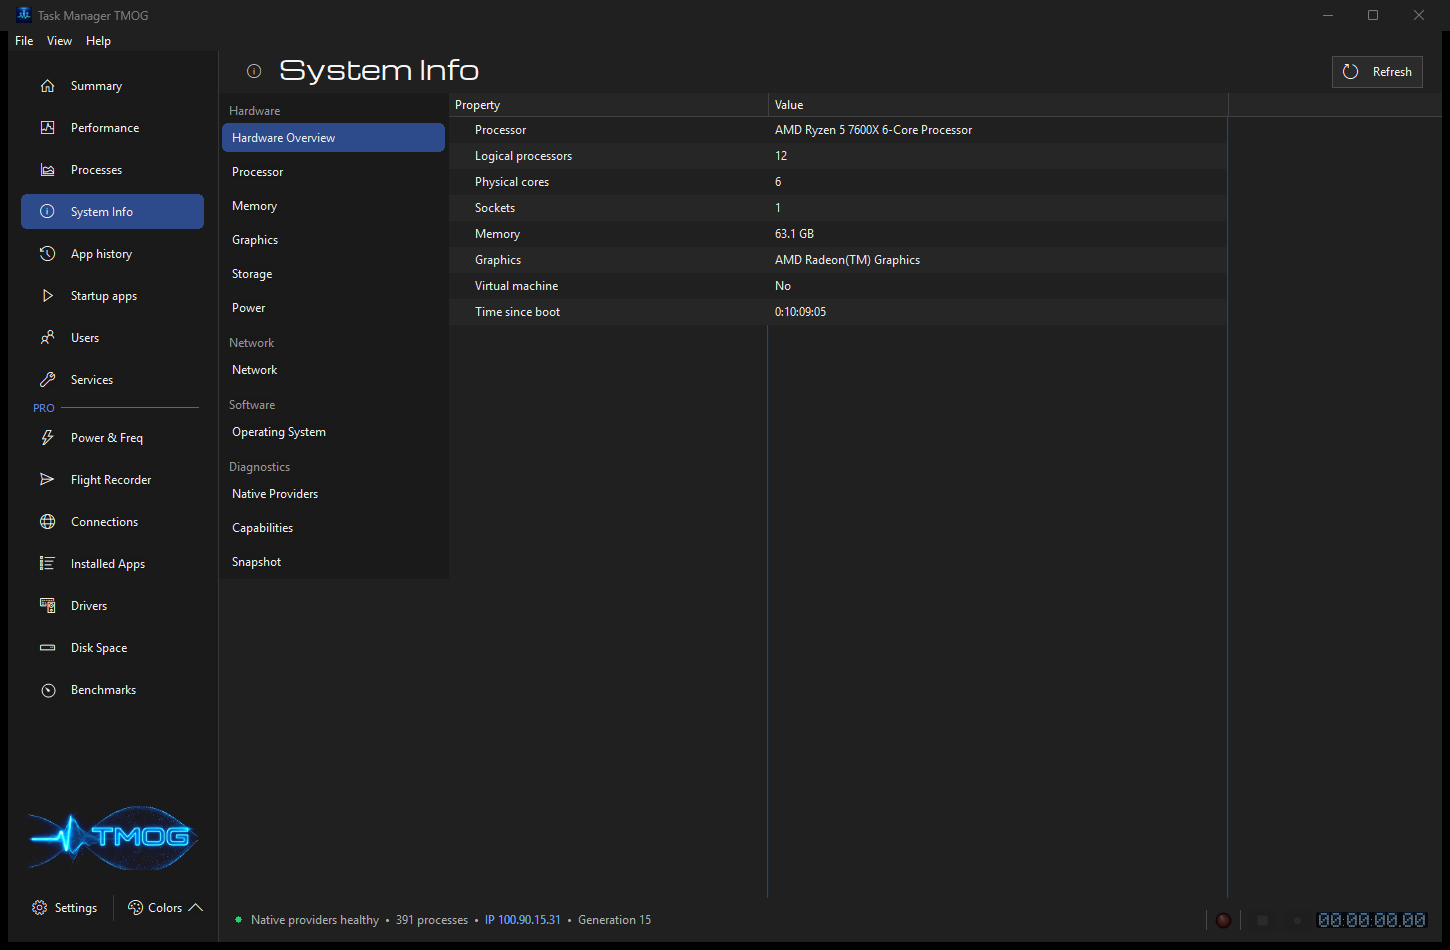 Task Manager TMOG
File View Help
Summary
Performance
Processes
System Info
App history
Startup apps
Users
Services
PRO
Power & Freq
Flight Recorder
Connections
Installed Apps
Drivers
Disk Space
Benchmarks
TMOG
Settings Colors
System Info
Refresh
Hardware
Hardware Overview
Processor
Memory
Graphics
Storage
Power
Network
Network
Software
Operating System
Diagnostics
Native Providers
Capabilities
Snapshot
Property Value
Processor AMD Ryzen 5 7600X 6-Core Processor
Logical processors 12
Physical cores 6
Sockets 1
Memory 63.1 GB
Graphics AMD Radeon(TM) Graphics
Virtual machine No
Time since boot 0:10:09:05
Native providers healthy • 391 processes • IP 100.90.15.31 • Generation 15
00:00:00.00